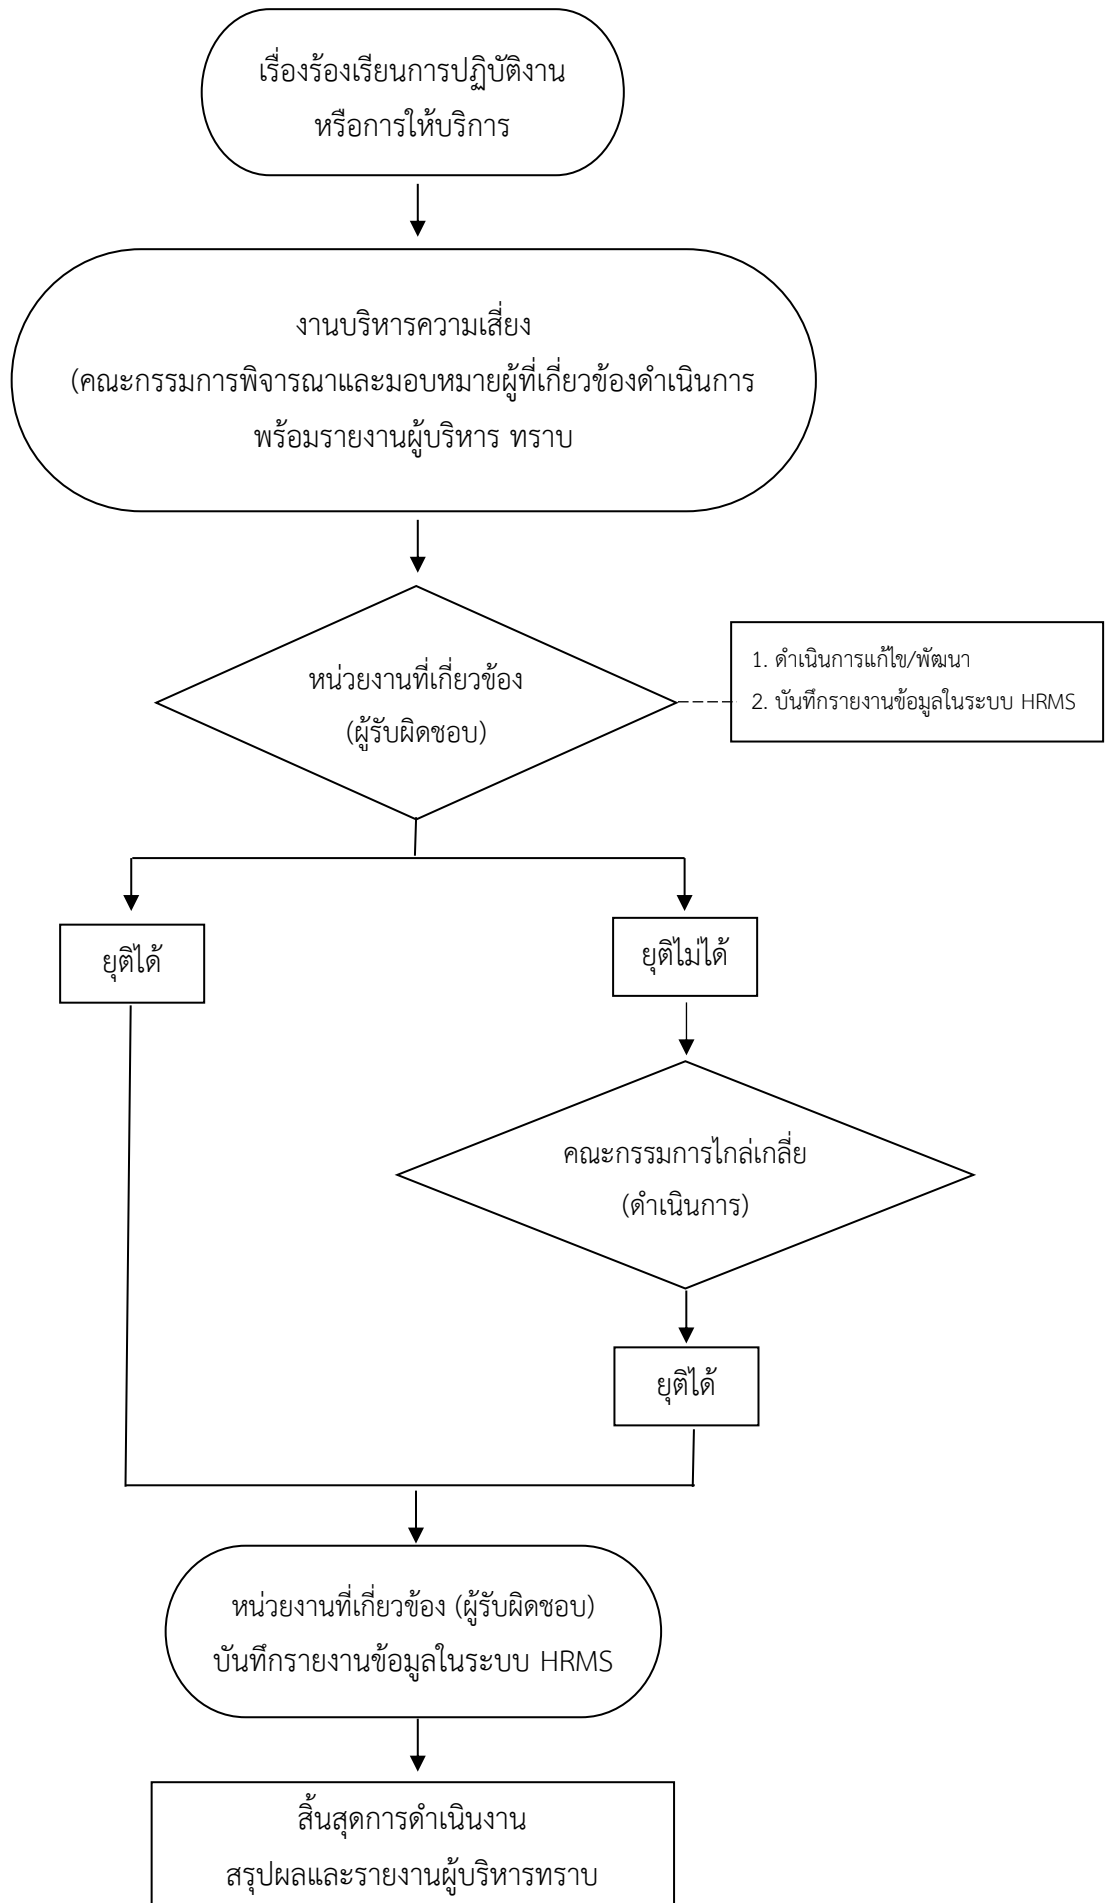 เรื่องร้องเรียนการปฏิบัติงาน
หรือการให้บริการ
งานบริหารความเสี่ยง
(คณะกรรมการพิจารณาและมอบหมายผู้ที่เกี่ยวข้องดำเนินการ
พร้อมรายงานผู้บริหาร ทราบ
หน่วยงานที่เกี่ยวข้อง
(ผู้รับผิดชอบ)
1. ดำเนินการแก้ไข/พัฒนา
2. บันทึกรายงานข้อมูลในระบบ HRMS
ยุติได้
ยุติไม่ได้
คณะกรรมการไกล่เกลี่ย
(ดำเนินการ)
ยุติได้
หน่วยงานที่เกี่ยวข้อง (ผู้รับผิดชอบ)
บันทึกรายงานข้อมูลในระบบ HRMS
สิ้นสุดการดำเนินงาน
สรุปผลและรายงานผู้บริหารทราบ